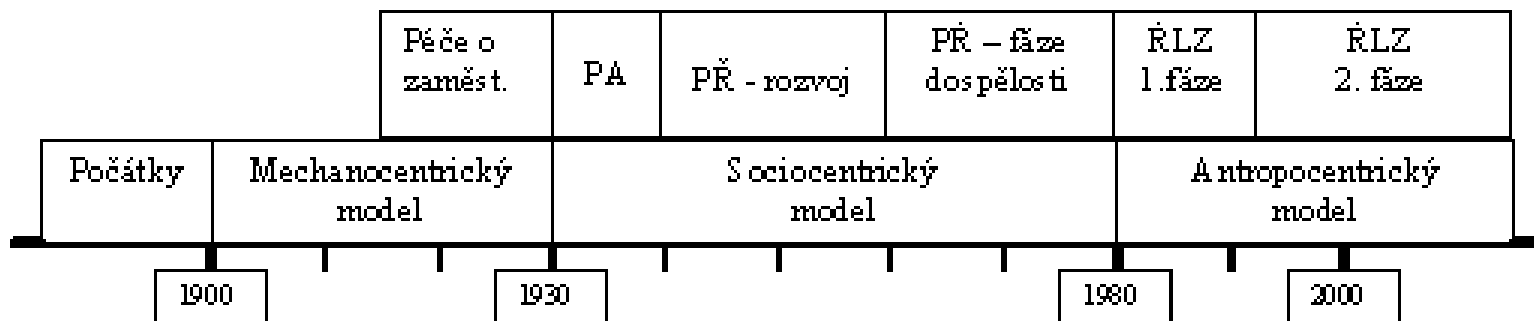 Péče o
zaměst.
PA
PŘ - rozvoj
PŘ – fáze
dospělosti
ŘLZ
1.fáze
ŘLZ
2. fáze
Počátky
Mechanocentrický
model
Sociocentrický
model
Antropocentrický
model
1900
1930
1980
2000